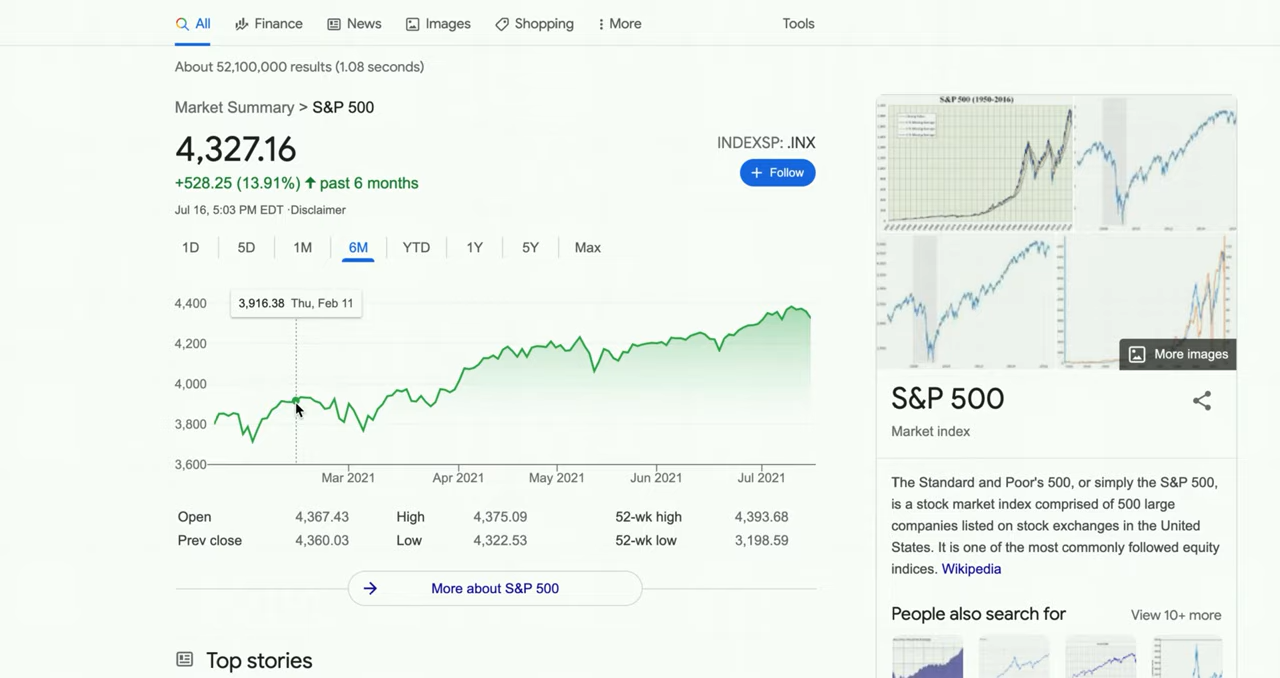 All Finance News Images Shopping More Tools
About 52,100,000 results (1.08 seconds)
Market Summary > S&P 500
4,327.16
INDEXSP: .INX
+ Follow
+528.25 (13.91%) ↑ past 6 months
Jul 16, 5:03 PM EDT ·Disclaimer
1D 5D 1M 6M YTD 1Y 5Y Max
3,916.38 Thu, Feb 11
4,400
4,200
4,000
3,800
3,600
Mar 2021 Apr 2021 May 2021 Jun 2021 Jul 2021
Open 4,367.43 High 4,375.09 52-wk high 4,393.68
Prev close 4,360.03 Low 4,322.53 52-wk low 3,198.59
More about S&P 500
Top stories
S&P 500 (1950-2016)
More images
S&P 500
Market index
The Standard and Poor's 500, or simply the S&P 500,
is a stock market index comprised of 500 large
companies listed on stock exchanges in the United
States. It is one of the most commonly followed equity
indices. Wikipedia
People also search for View 10+ more